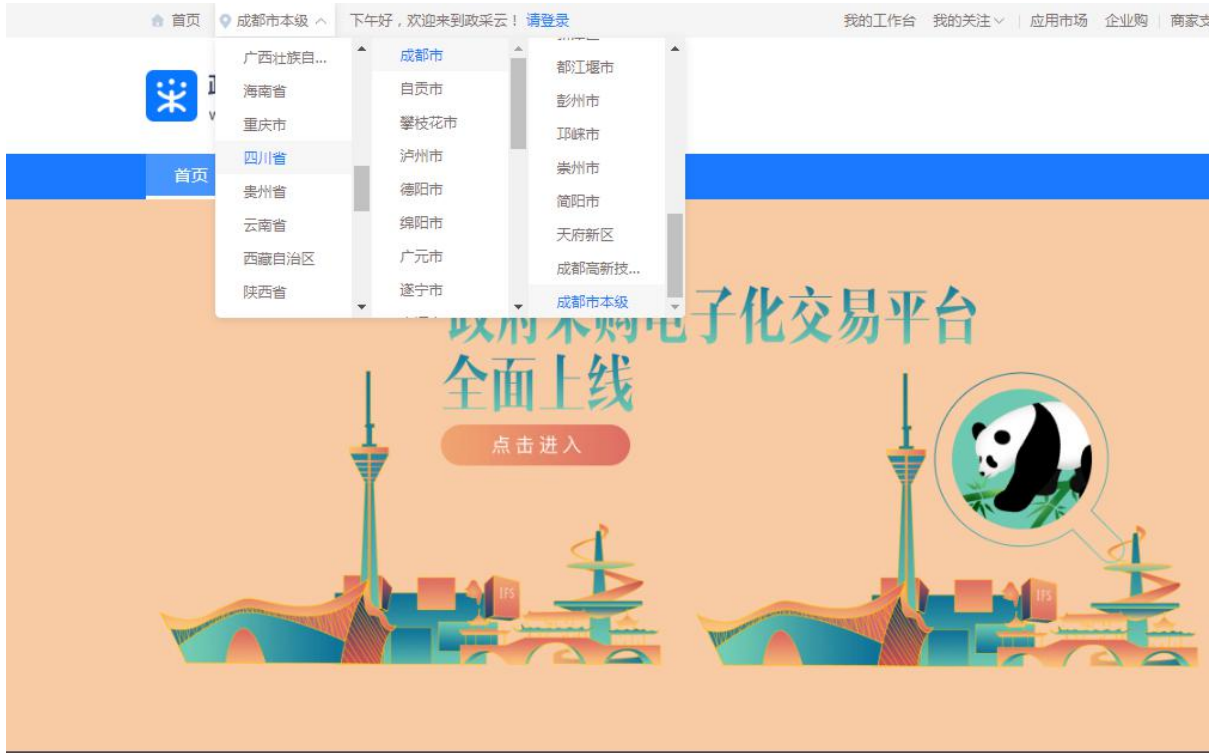 首页 成都市本级 下午好，欢迎来到政采云！ 请登录 我的工作台 我的关注 应用市场 企业购 商家支
广西壮族自...
海南省
重庆市
四川省
贵州省
云南省
西藏自治区
陕西省
成都市
自贡市
攀枝花市
泸州市
德阳市
绵阳市
广元市
遂宁市
都江堰市
彭州市
邛崃市
崇州市
简阳市
天府新区
成都高新技...
成都市本级
首页
政府采购电子化交易平台
全面上线
点击进入
IFS
IFS